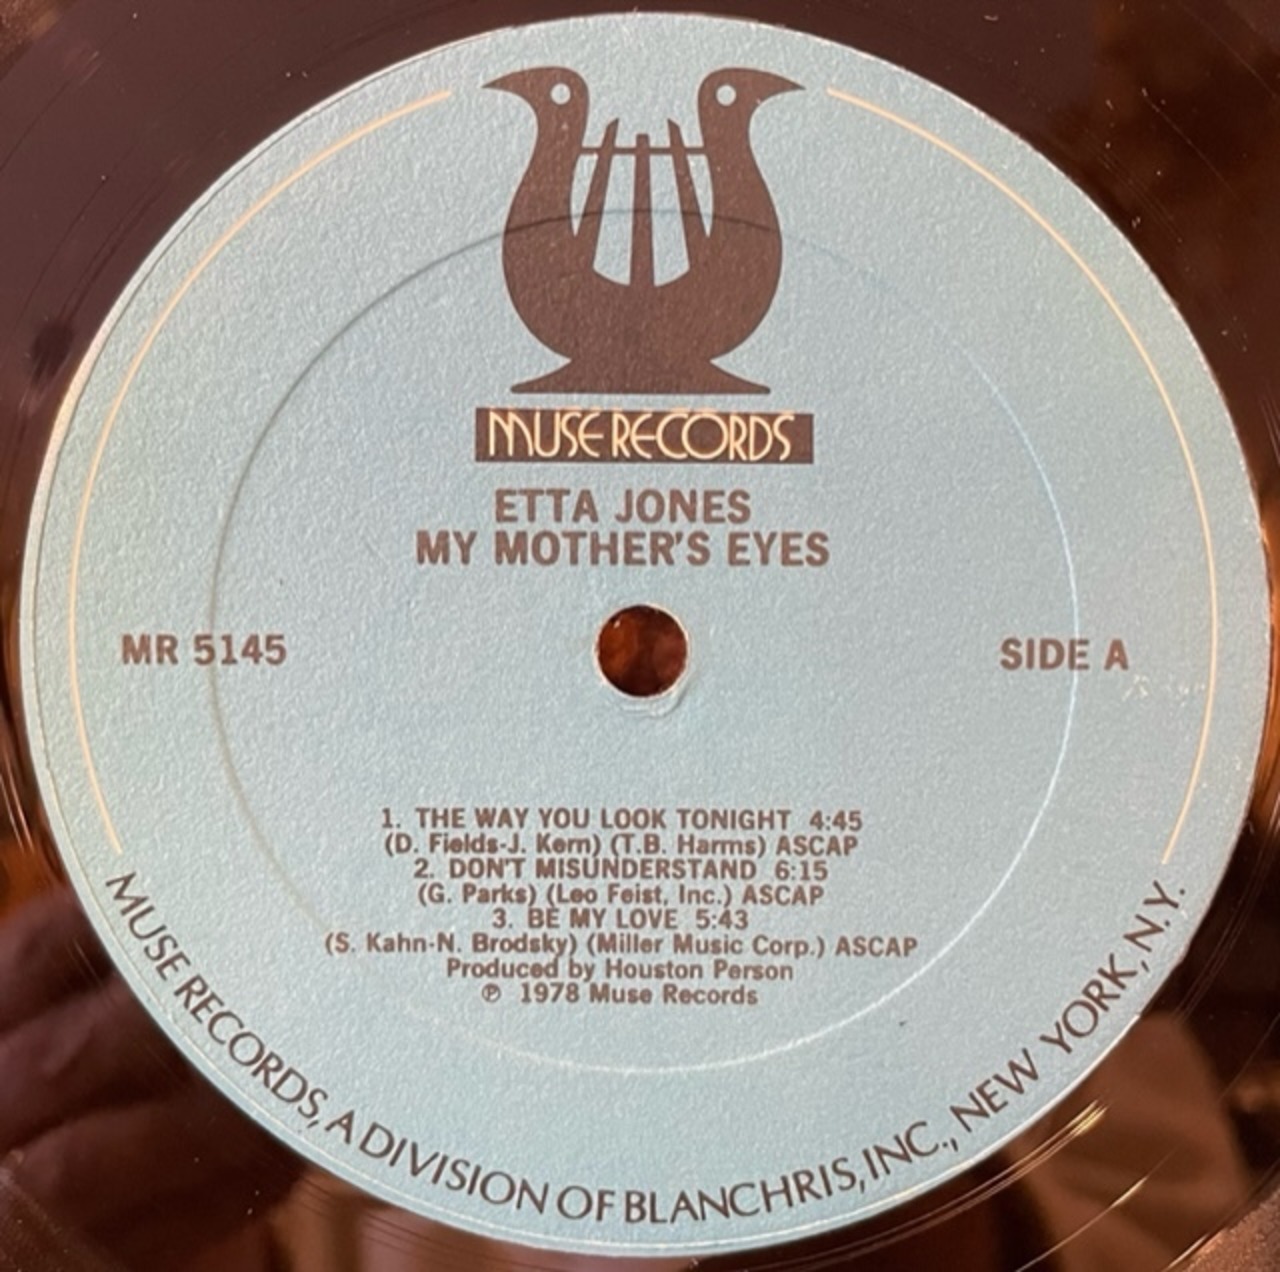 MUSE RECORDS
ETTA JONES
MY MOTHER'S EYES
MR 5145
SIDE A
1. THE WAY YOU LOOK TONIGHT 4:45
(D. Fields-J. Kern) (T.B. Harms) ASCAP
2. DON'T MISUNDERSTAND 6:15
(G. Parks) (Leo Feist, Inc.) ASCAP
3. BE MY LOVE 5:43
(S. Kahn-N. Brodsky) (Miller Music Corp.) ASCAP
Produced by Houston Person
℗ 1978 Muse Records
MUSE RECORDS, A DIVISION OF BLANCHRIS, INC., NEW YORK, N.Y.